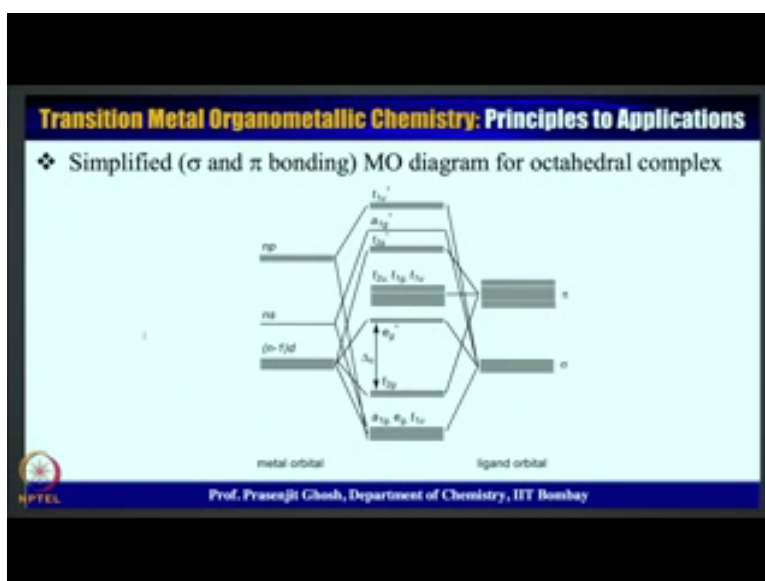 Transition Metal Organometallic Chemistry: Principles to Applications
❖ Simplified (σ and π bonding) MO diagram for octahedral complex
t₁ᵤ*
a₁g*
np
t₂g*
t₂ᵤ, t₁g, t₁ᵤ
π
ns
eg*
(n-1)d
Δₒ
σ
t₂g
a₁g, eg, t₁ᵤ
metal orbital
ligand orbital
NPTEL
Prof. Prasenjit Ghosh, Department of Chemistry, IIT Bombay